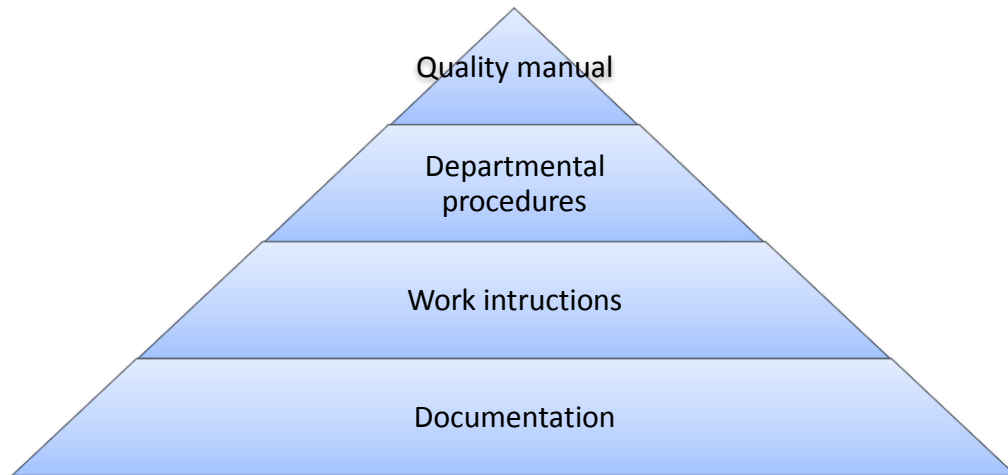 Quality manual
Departmental
procedures
Work intructions
Documentation